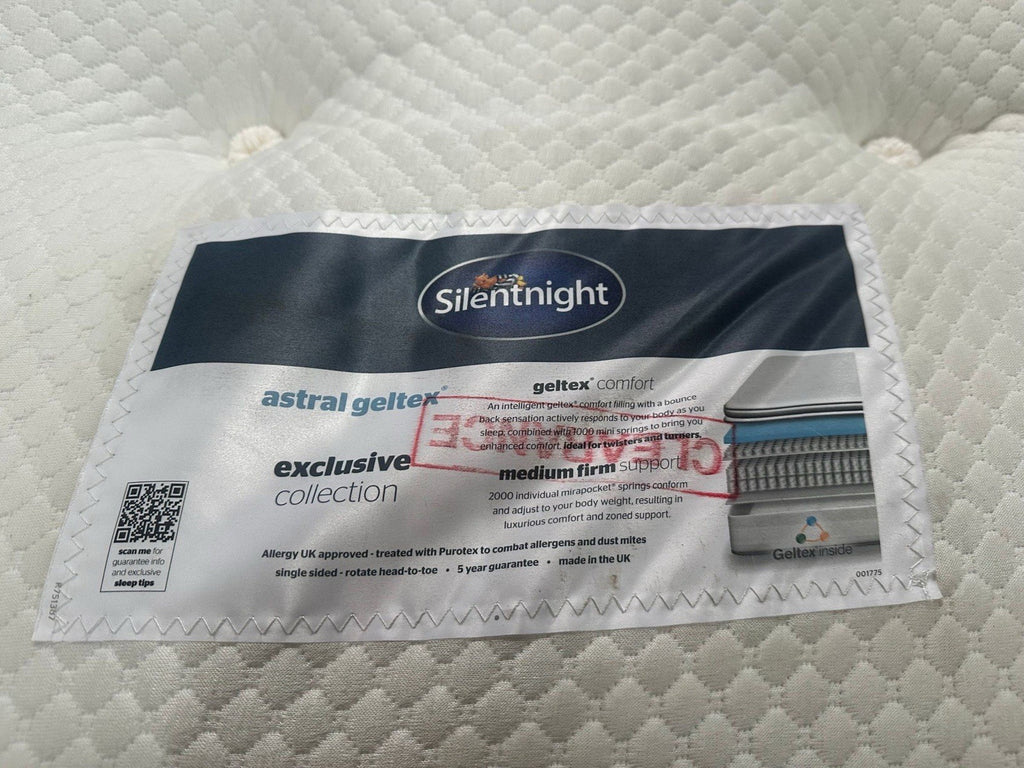 Silentnight
astral geltex®
exclusive
collection
geltex® comfort
An intelligent geltex® comfort filling with a bounce
back sensation actively responds to your body as you
sleep, combined with 1000 mini springs to bring you
enhanced comfort. ideal for twisters and turners.
medium firm support
2000 individual mirapocket® springs conform
and adjust to your body weight, resulting in
luxurious comfort and zoned support.
CLEARANCE
Geltex inside
scan me for
guarantee info
and exclusive
sleep tips
Allergy UK approved - treated with Purotex to combat allergens and dust mites
single sided - rotate head-to-toe • 5 year guarantee • made in the UK
001775